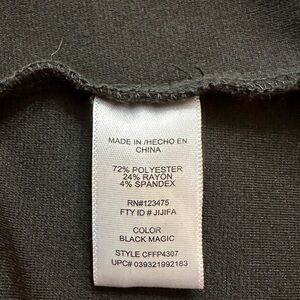 MADE IN /HECHO EN
CHINA
72% POLYESTER
24% RAYON
4% SPANDEX
RN#123475
FTY ID # JIJIFA
COLOR
BLACK MAGIC
STYLE CFFP4307
UPC# 039321992183